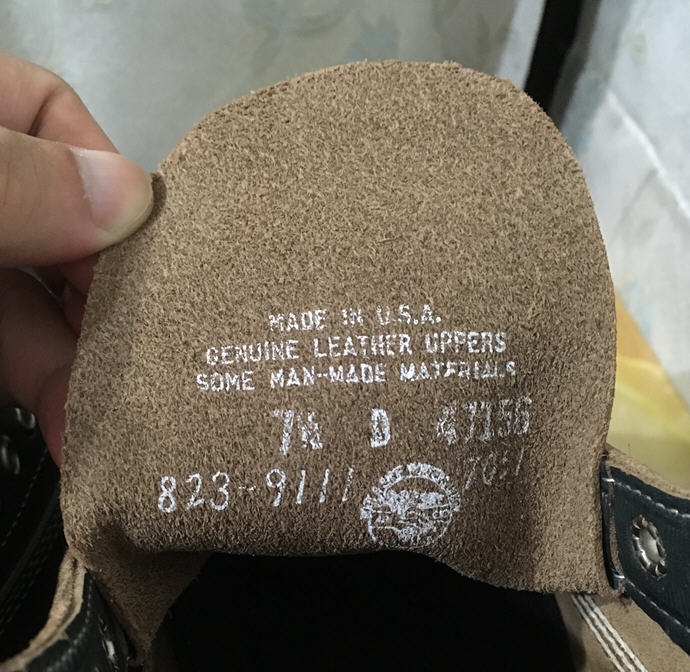 MADE IN U.S.A.
GENUINE LEATHER UPPERS
SOME MAN-MADE MATERIALS
7½ D 47156
823-9111